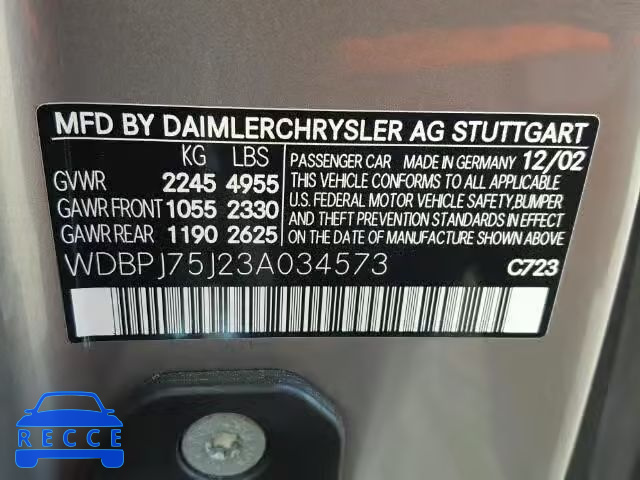 MFD BY DAIMLERCHRYSLER AG STUTTGART
KG LBS
GVWR 2245 4955
GAWR FRONT 1055 2330
GAWR REAR 1190 2625
PASSENGER CAR MADE IN GERMANY 12/02
THIS VEHICLE CONFORMS TO ALL APPLICABLE
U.S. FEDERAL MOTOR VEHICLE SAFETY, BUMPER
AND THEFT PREVENTION STANDARDS IN EFFECT
ON THE DATE OF MANUFACTURE SHOWN ABOVE.
WDBPJ75J23A034573 C723
RECCE